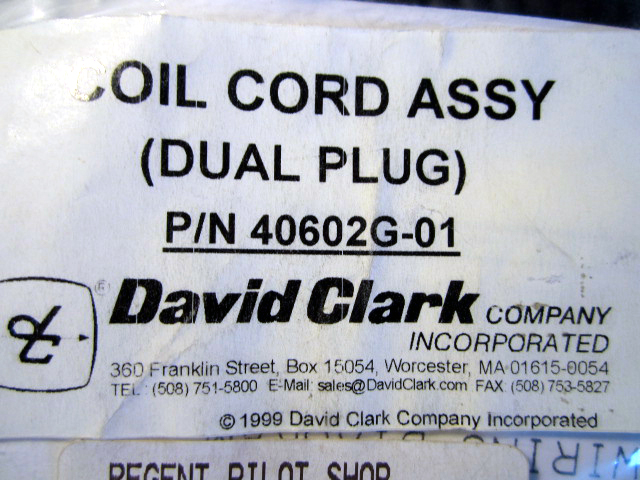 COIL CORD ASSY
(DUAL PLUG)
P/N 40602G-01
® David Clark COMPANY
INCORPORATED
360 Franklin Street, Box 15054, Worcester, MA 01615-0054
TEL: (508) 751-5800 E-Mail: sales@DavidClark.com FAX: (508) 753-5827
© 1999 David Clark Company Incorporated
WIRING DIAGRAM
REGENT PILOT SHOP